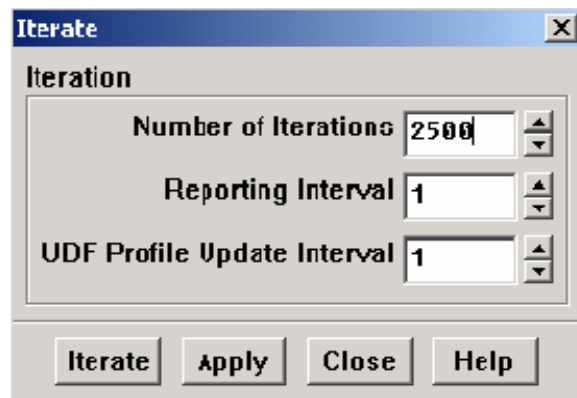 Iterate
Iteration
Number of Iterations 2500
Reporting Interval 1
UDF Profile Update Interval 1
Iterate Apply Close Help